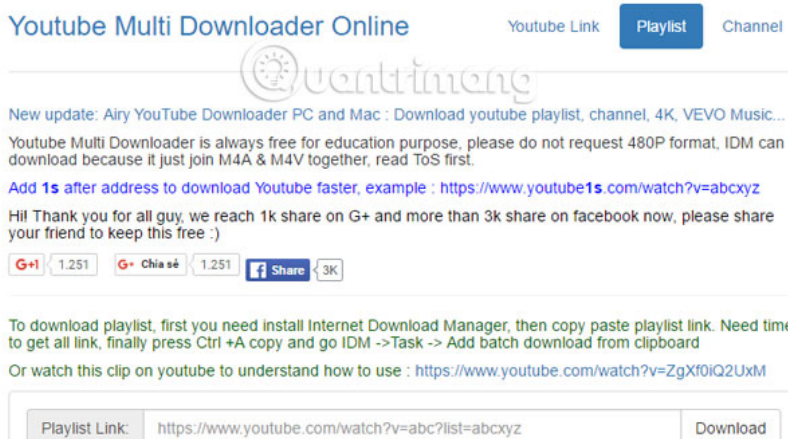 Youtube Multi Downloader Online Youtube Link Playlist Channel
Quantrimang
New update: Airy YouTube Downloader PC and Mac : Download youtube playlist, channel, 4K, VEVO Music...
Youtube Multi Downloader is always free for education purpose, please do not request 480P format, IDM can
download because it just join M4A & M4V together, read ToS first.
Add 1s after address to download Youtube faster, example : https://www.youtube1s.com/watch?v=abcxyz
Hi! Thank you for all guy, we reach 1k share on G+ and more than 3k share on facebook now, please share
your friend to keep this free :)
G+1 1.251 G+ Chia sẻ 1.251 f Share 3K
To download playlist, first you need install Internet Download Manager, then copy paste playlist link. Need time
to get all link, finally press Ctrl +A copy and go IDM ->Task -> Add batch download from clipboard
Or watch this clip on youtube to understand how to use : https://www.youtube.com/watch?v=ZgXf0iQ2UxM
Playlist Link: https://www.youtube.com/watch?v=abc?list=abcxyz Download